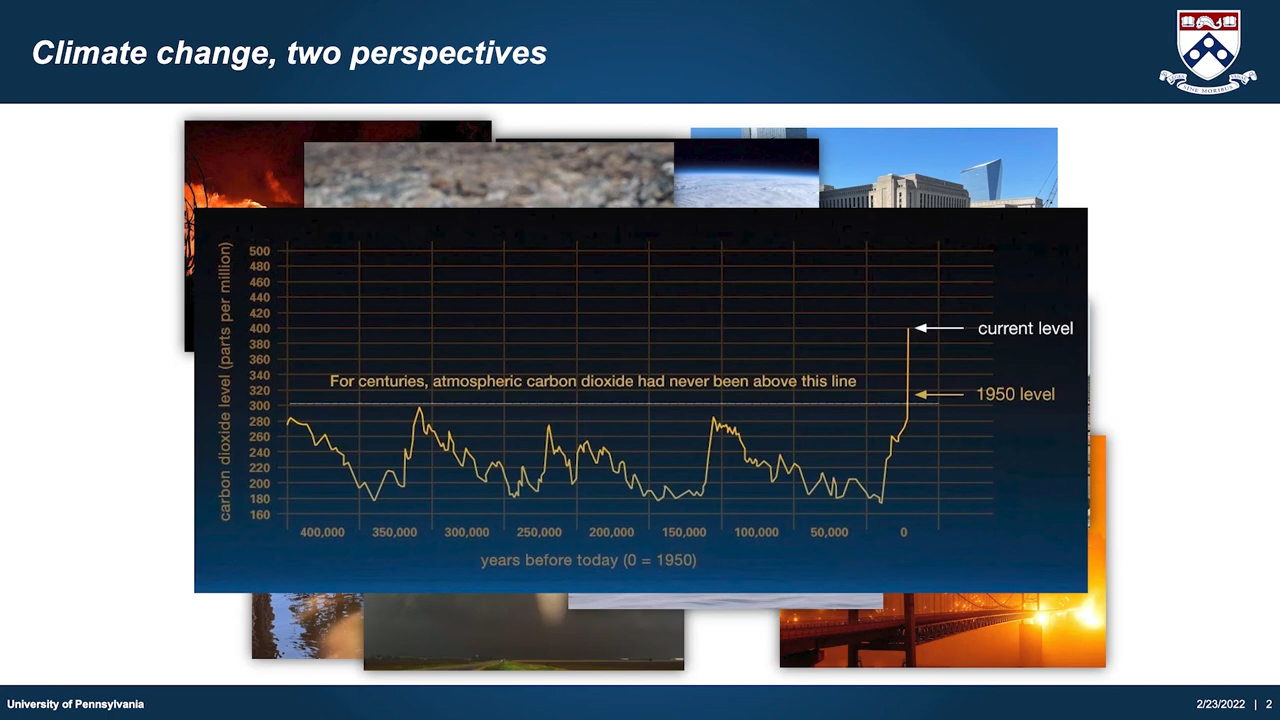 Climate change, two perspectives
SINE MORIBUS
carbon dioxide level (parts per million)
500
480
460
440
420
400
380
360
340
320
300
280
260
240
220
200
180
160
current level
For centuries, atmospheric carbon dioxide had never been above this line
1950 level
400,000 350,000 300,000 250,000 200,000 150,000 100,000 50,000 0
years before today (0 = 1950)
University of Pennsylvania
2/23/2022 | 2